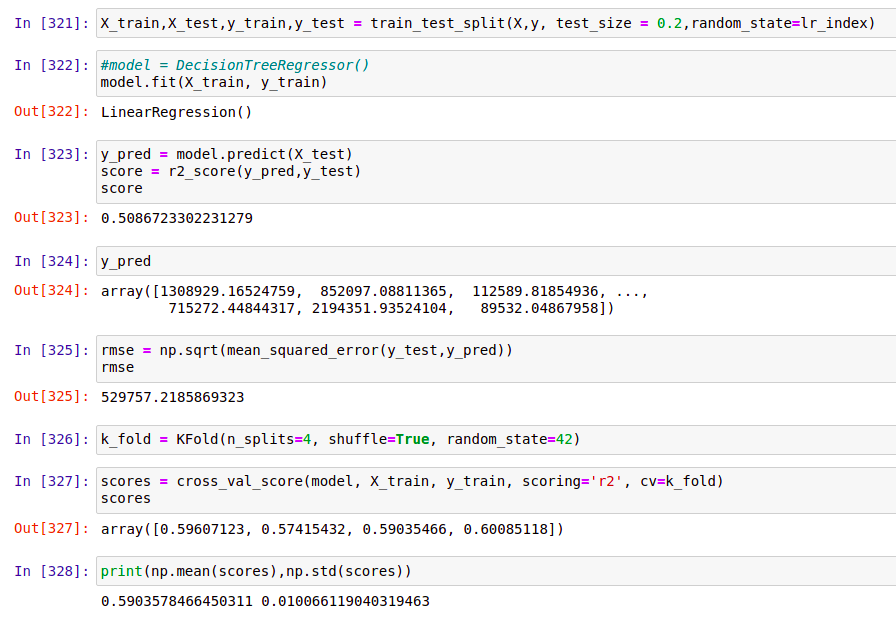 In [321]: X_train,X_test,y_train,y_test = train_test_split(X,y, test_size = 0.2,random_state=lr_index)
In [322]: #model = DecisionTreeRegressor()
model.fit(X_train, y_train)
Out[322]: LinearRegression()
In [323]: y_pred = model.predict(X_test)
score = r2_score(y_pred,y_test)
score
Out[323]: 0.5086723302231279
In [324]: y_pred
Out[324]: array([1308929.16524759,  852097.08811365,  112589.81854936, ...,
        715272.44844317, 2194351.93524104,   89532.04867958])
In [325]: rmse = np.sqrt(mean_squared_error(y_test,y_pred))
rmse
Out[325]: 529757.2185869323
In [326]: k_fold = KFold(n_splits=4, shuffle=True, random_state=42)
In [327]: scores = cross_val_score(model, X_train, y_train, scoring='r2', cv=k_fold)
scores
Out[327]: array([0.59607123, 0.57415432, 0.59035466, 0.60085118])
In [328]: print(np.mean(scores),np.std(scores))
0.5903578466450311 0.010066119040319463